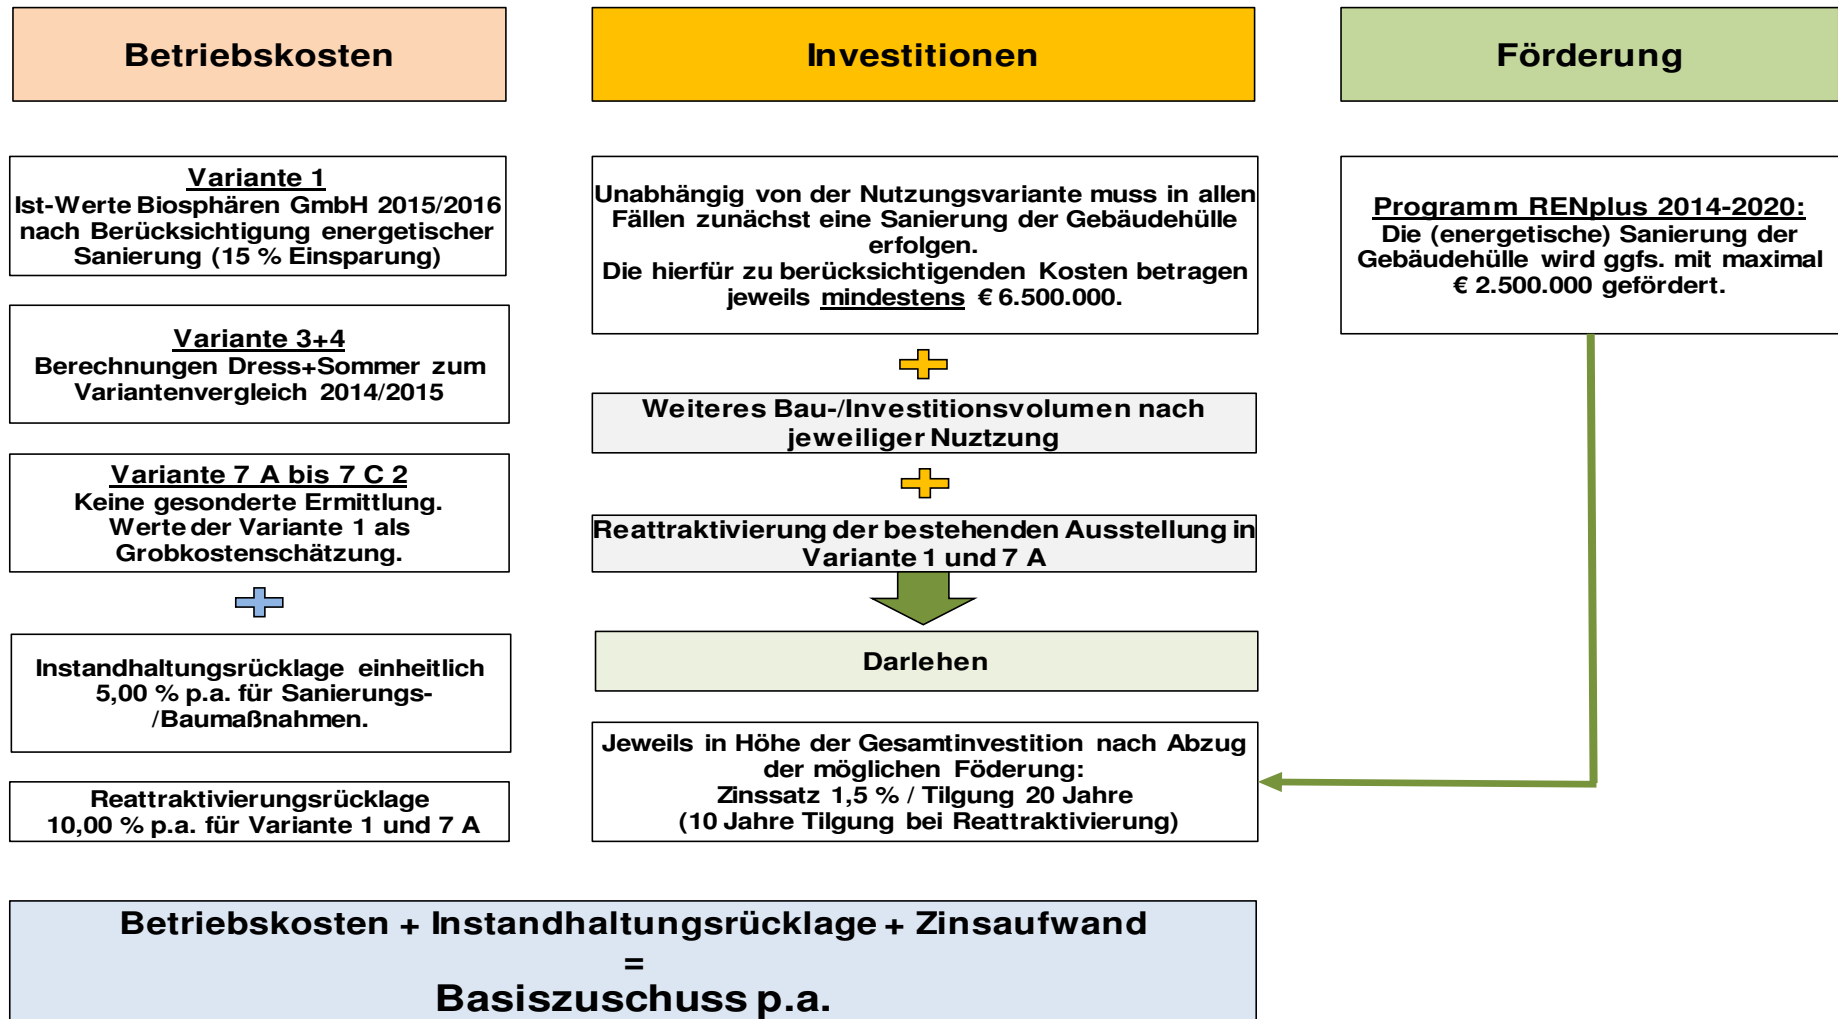 Betriebskosten
Variante 1
Ist-Werte Biosphären GmbH 2015/2016
nach Berücksichtigung energetischer
Sanierung (15 % Einsparung)
Variante 3+4
Berechnungen Dress+Sommer zum
Variantenvergleich 2014/2015
Variante 7 A bis 7 C 2
Keine gesonderte Ermittlung.
Werte der Variante 1 als
Grobkostenschätzung.
Instandhaltungsrücklage einheitlich
5,00 % p.a. für Sanierungs-
/Baumaßnahmen.
Reattraktivierungsrücklage
10,00 % p.a. für Variante 1 und 7 A
Investitionen
Unabhängig von der Nutzungsvariante muss in allen
Fällen zunächst eine Sanierung der Gebäudehülle
erfolgen.
Die hierfür zu berücksichtigenden Kosten betragen
jeweils mindestens € 6.500.000.
Weiteres Bau-/Investitionsvolumen nach
jeweiliger Nuztzung
Reattraktivierung der bestehenden Ausstellung in
Variante 1 und 7 A
Darlehen
Jeweils in Höhe der Gesamtinvestition nach Abzug
der möglichen Föderung:
Zinssatz 1,5 % / Tilgung 20 Jahre
(10 Jahre Tilgung bei Reattraktivierung)
Förderung
Programm RENplus 2014-2020:
Die (energetische) Sanierung der
Gebäudehülle wird ggfs. mit maximal
€ 2.500.000 gefördert.
Betriebskosten + Instandhaltungsrücklage + Zinsaufwand
=
Basiszuschuss p.a.